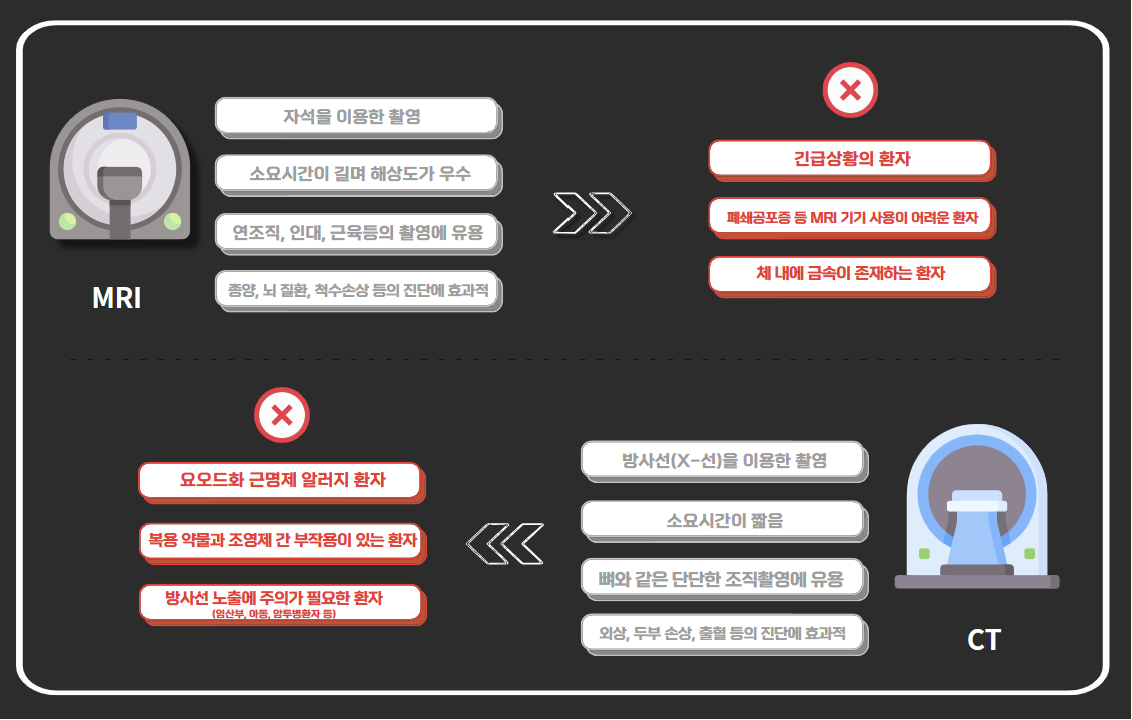 자석을 이용한 촬영
소요시간이 길며 해상도가 우수
연조직, 인대, 근육등의 촬영에 유용
종양, 뇌 질환, 척수손상 등의 진단에 효과적
MRI
긴급상황의 환자
폐쇄공포증 등 MRI 기기 사용이 어려운 환자
체 내에 금속이 존재하는 환자
요오드화 근명제 알러지 환자
복용 약물과 조영제 간 부작용이 있는 환자
방사선 노출에 주의가 필요한 환자
(임산부, 아동, 암투병환자 등)
방사선(X-선)을 이용한 촬영
소요시간이 짧음
뼈와 같은 단단한 조직촬영에 유용
외상, 두부 손상, 출혈 등의 진단에 효과적
CT